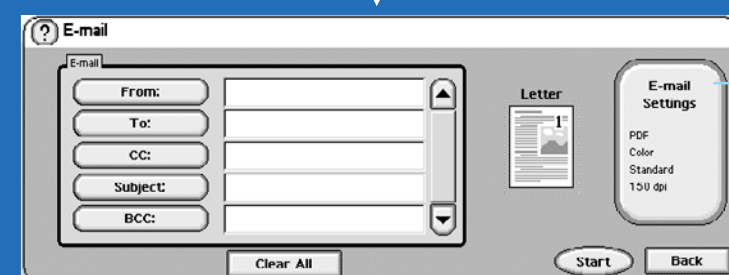 ? E-mail
E-mail
From:
To:
CC:
Subject:
BCC:
Clear All
Letter
1
E-mail
Settings
PDF
Color
Standard
150 dpi
Start
Back